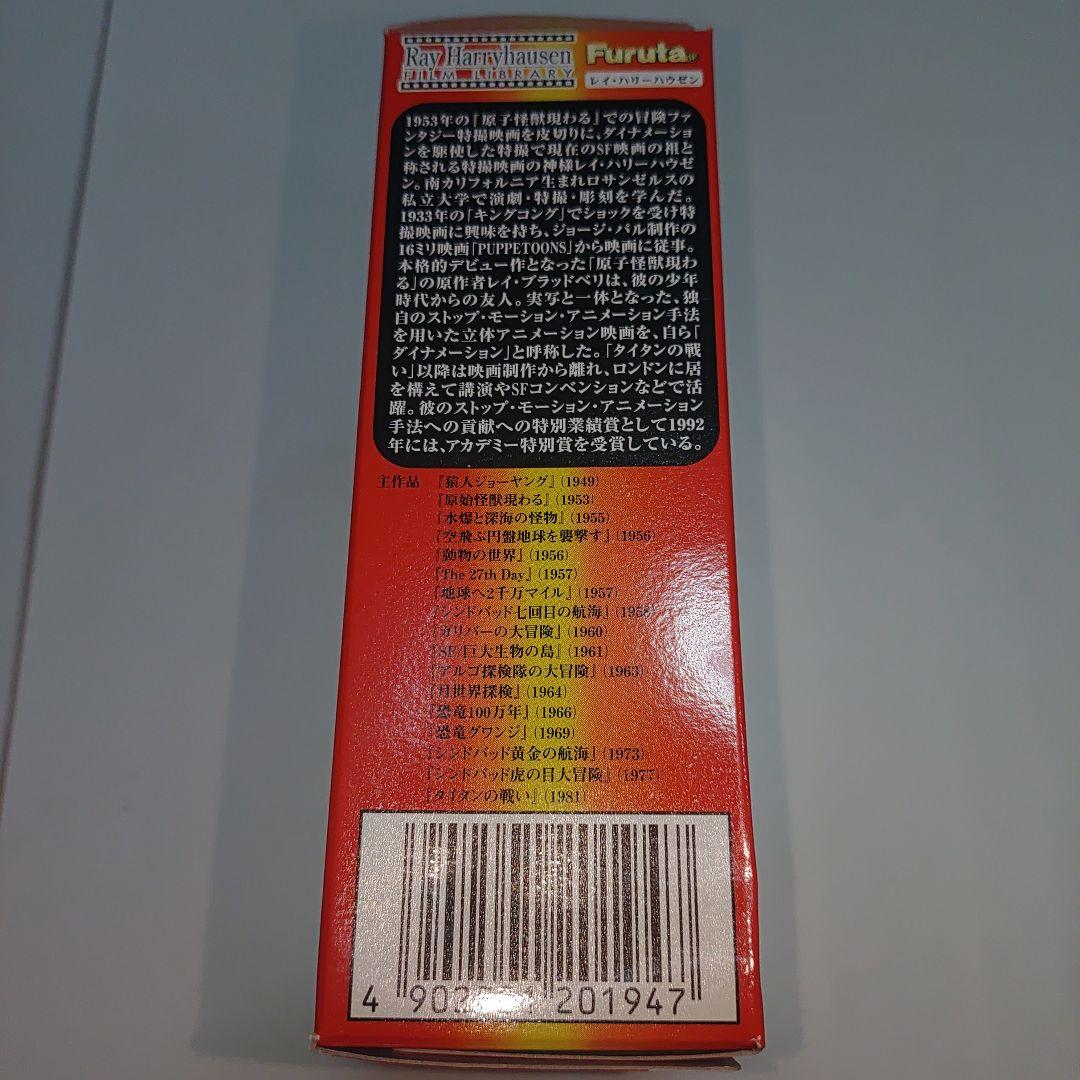 Ray Harryhausen
FILM LIBRARY
Furuta
レイ・ハリーハウゼン
1953年の「原子怪獣現わる」での冒険ファ
ンタジー特撮映画を皮切りに、ダイナメーショ
ンを駆使した特撮で現在のSF映画の祖と
称される特撮映画の神様レイ・ハリーハウゼ
ン。南カリフォルニア生まれロサンゼルスの
私立大学で演劇・特撮・彫刻を学んだ。
1933年の「キングコング」でショックを受け特
撮映画に興味を持ち、ジョージ・パル制作の
16ミリ映画「PUPPETOONS」から映画に従事。
本格的デビュー作となった「原子怪獣現わ
る」の原作者レイ・ブラッドベリは、彼の少年
時代からの友人。実写と一体となった、独
自のストップ・モーション・アニメーション手法
を用いた立体アニメーション映画を、自ら「
ダイナメーション」と呼称した。「タイタンの戦
い」以降は映画制作から離れ、ロンドンに居
を構えて講演やSFコンベンションなどで活
躍。彼のストップ・モーション・アニメーション
手法への貢献への特別業績賞として1992
年には、アカデミー特別賞を受賞している。
主作品 『猿人ジョーヤング』(1949)
『原始怪獣現わる』(1953)
『水爆と深海の怪物』(1955)
『空飛ぶ円盤地球を襲撃す』(1956)
『動物の世界』(1956)
『The 27th Day』(1957)
『地球へ2千万マイル』(1957)
『シンドバッド七回目の航海』(1958)
『ガリバーの大冒険』(1960)
『SF/巨大生物の島』(1961)
『アルゴ探検隊の大冒険』(1963)
『月世界探検』(1964)
『恐竜100万年』(1966)
『恐竜グワンジ』(1969)
『シンドバッド黄金の航海』(1973)
『シンドバッド虎の目大冒険』(1977)
『タイタンの戦い』(1981)
4 201947